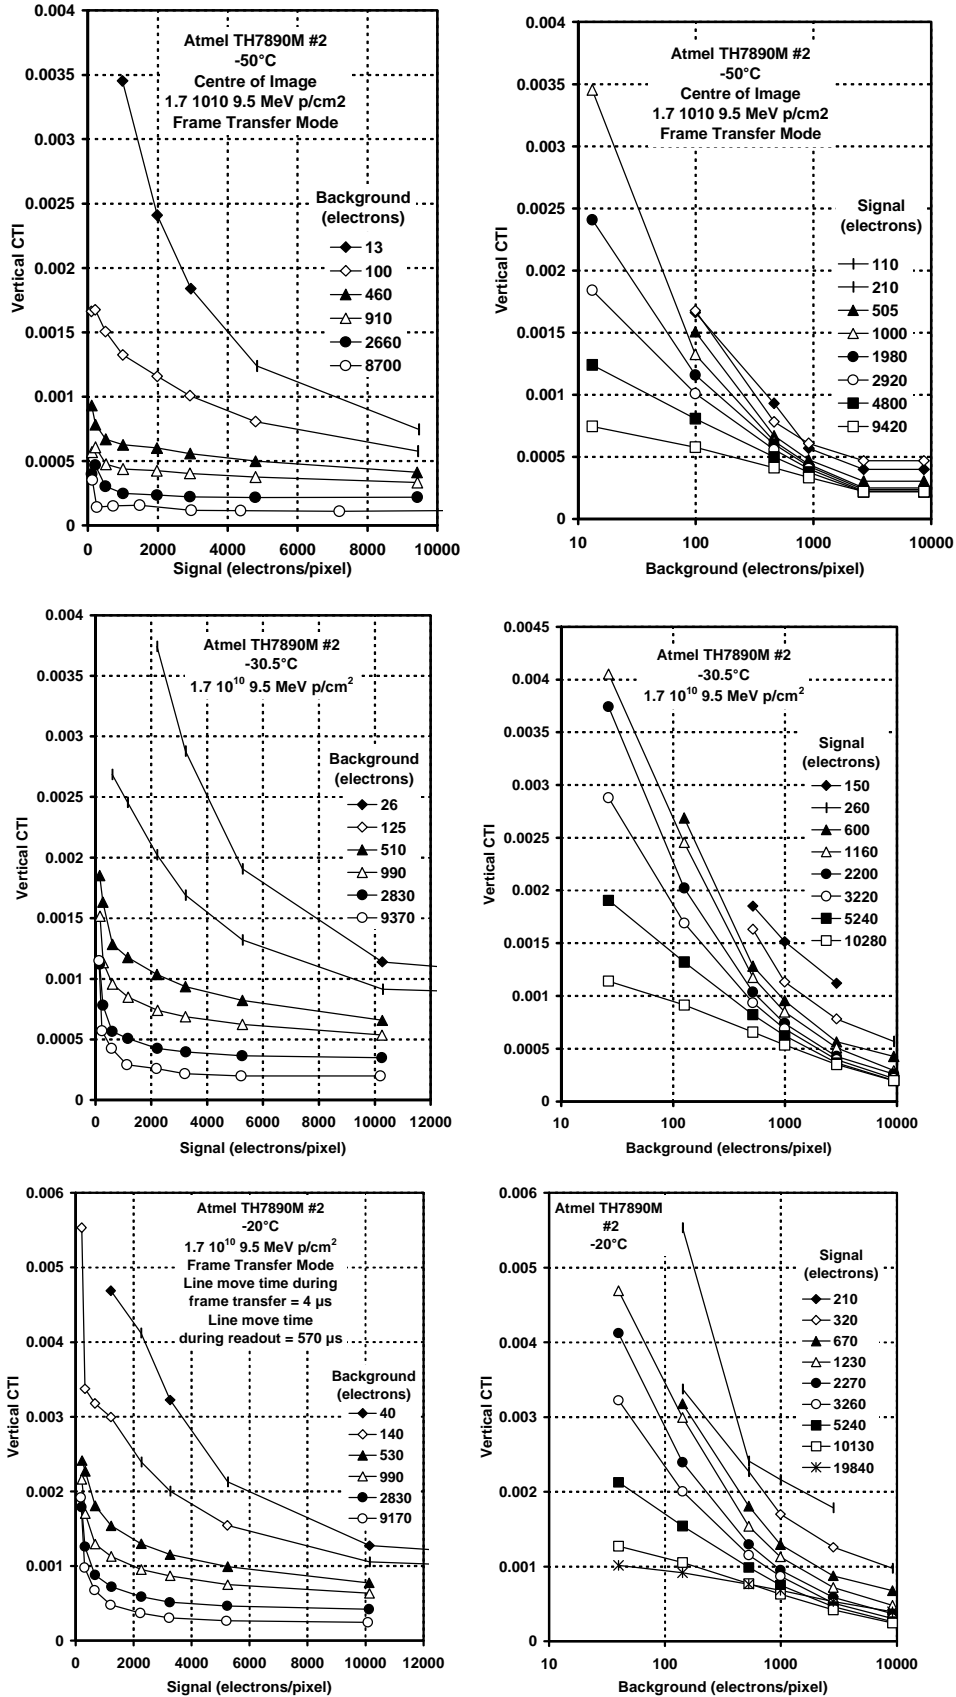 0.004
0.0035
0.003
0.0025
0.002
0.0015
0.001
0.0005
0
Vertical CTI
Atmel TH7890M #2
-50°C
Centre of Image
1.7 1010 9.5 MeV p/cm2
Frame Transfer Mode
Background
(electrons)
13
100
460
910
2660
8700
0 2000 4000 6000 8000 10000
Signal (electrons/pixel)
0.004
0.0035
0.003
0.0025
0.002
0.0015
0.001
0.0005
0
Vertical CTI
Atmel TH7890M #2
-50°C
Centre of Image
1.7 1010 9.5 MeV p/cm2
Frame Transfer Mode
Signal
(electrons)
110
210
505
1000
1980
2920
4800
9420
10 100 1000 10000
Background (electrons/pixel)
0.004
0.0035
0.003
0.0025
0.002
0.0015
0.001
0.0005
0
Vertical CTI
Atmel TH7890M #2
-30.5°C
1.7 10¹⁰ 9.5 MeV p/cm²
Background
(electrons)
26
125
510
990
2830
9370
0 2000 4000 6000 8000 10000 12000
Signal (electrons/pixel)
0.0045
0.004
0.0035
0.003
0.0025
0.002
0.0015
0.001
0.0005
0
Vertical CTI
Atmel TH7890M #2
-30.5°C
1.7 10¹⁰ 9.5 MeV p/cm²
Signal
(electrons)
150
260
600
1160
2200
3220
5240
10280
10 100 1000 10000
Background (electrons/pixel)
0.006
0.005
0.004
0.003
0.002
0.001
0
Vertical CTI
Atmel TH7890M #2
-20°C
1.7 10¹⁰ 9.5 MeV p/cm²
Frame Transfer Mode
Line move time during
frame transfer = 4 µs
Line move time
during readout = 570 µs
Background
(electrons)
40
140
530
990
2830
9170
0 2000 4000 6000 8000 10000 12000
Signal (electrons/pixel)
0.006
0.005
0.004
0.003
0.002
0.001
0
Vertical CTI
Atmel TH7890M
#2
-20°C
Signal
(electrons)
210
320
670
1230
2270
3260
5240
10130
19840
10 100 1000 10000
Background (electrons/pixel)